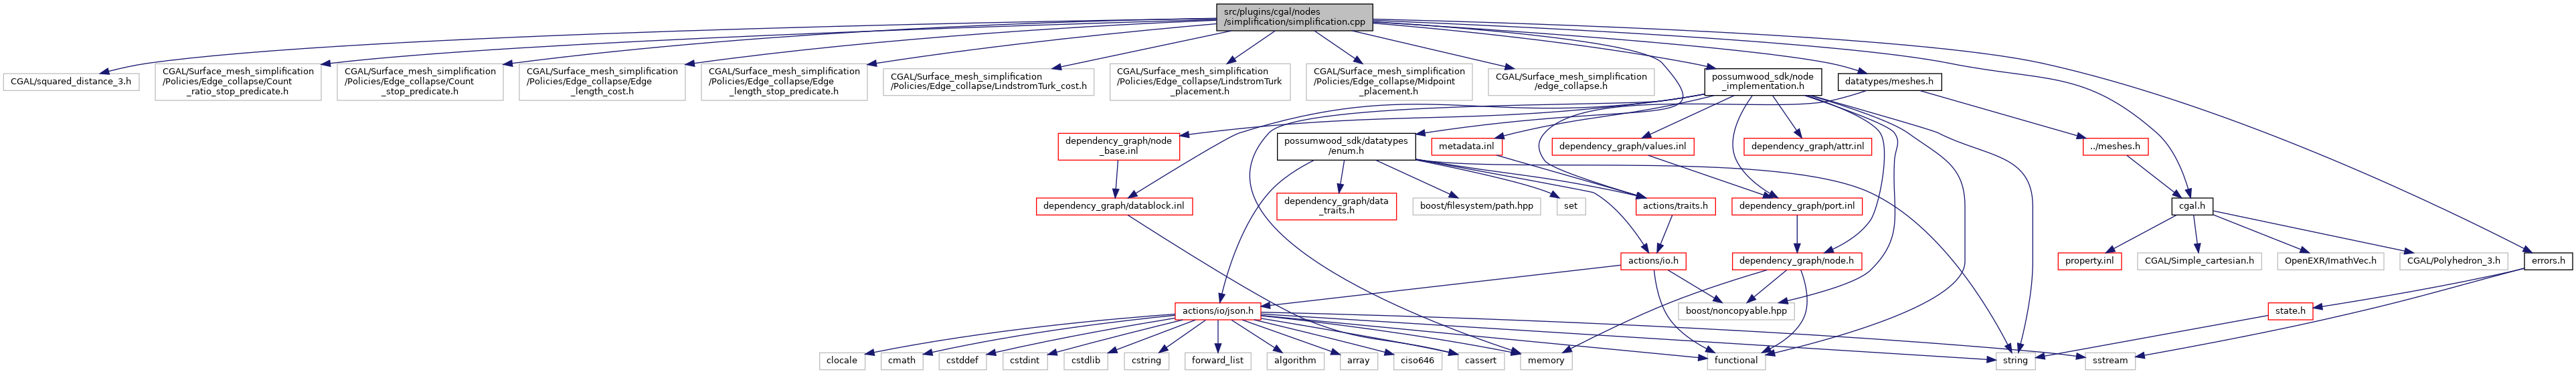 src/plugins/cgal/nodes
/simplification/simplification.cpp
CGAL/squared_distance_3.h
CGAL/Surface_mesh_simplification
/Policies/Edge_collapse/Count
_ratio_stop_predicate.h
CGAL/Surface_mesh_simplification
/Policies/Edge_collapse/Count
_stop_predicate.h
CGAL/Surface_mesh_simplification
/Policies/Edge_collapse/Edge
_length_cost.h
CGAL/Surface_mesh_simplification
/Policies/Edge_collapse/Edge
_length_stop_predicate.h
CGAL/Surface_mesh_simplification
/Policies/Edge_collapse/LindstromTurk_cost.h
CGAL/Surface_mesh_simplification
/Policies/Edge_collapse/LindstromTurk
_placement.h
CGAL/Surface_mesh_simplification
/Policies/Edge_collapse/Midpoint
_placement.h
CGAL/Surface_mesh_simplification
/edge_collapse.h
possumwood_sdk/node
_implementation.h
datatypes/meshes.h
dependency_graph/node
_base.inl
possumwood_sdk/datatypes
/enum.h
metadata.inl
dependency_graph/values.inl
dependency_graph/attr.inl
../meshes.h
dependency_graph/datablock.inl
dependency_graph/data
_traits.h
boost/filesystem/path.hpp
set
actions/traits.h
dependency_graph/port.inl
cgal.h
actions/io.h
dependency_graph/node.h
property.inl
CGAL/Simple_cartesian.h
OpenEXR/ImathVec.h
CGAL/Polyhedron_3.h
errors.h
actions/io/json.h
boost/noncopyable.hpp
state.h
clocale
cmath
cstddef
cstdint
cstdlib
cstring
forward_list
algorithm
array
ciso646
cassert
memory
functional
string
sstream